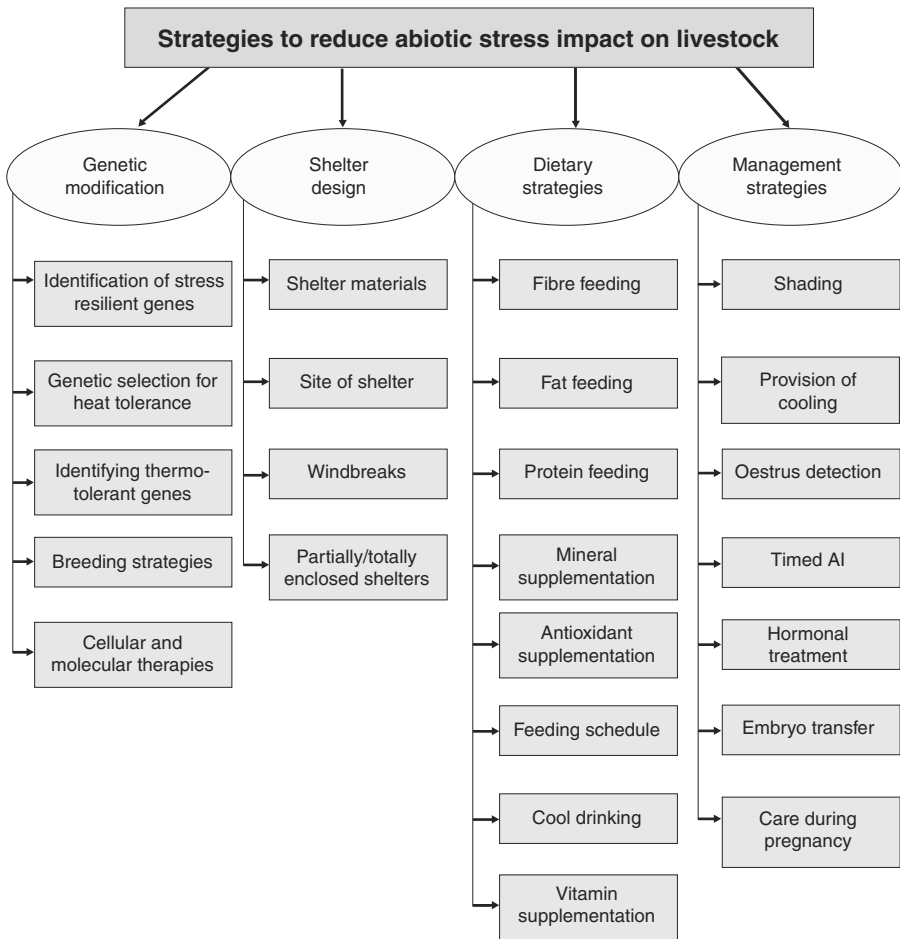 Strategies to reduce abiotic stress impact on livestock
Genetic
modification
Identification of stress
resilient genes
Genetic selection for
heat tolerance
Identifying thermo-
tolerant genes
Breeding strategies
Cellular and
molecular therapies
Shelter
design
Shelter materials
Site of shelter
Windbreaks
Partially/totally
enclosed shelters
Dietary
strategies
Fibre feeding
Fat feeding
Protein feeding
Mineral
supplementation
Antioxidant
supplementation
Feeding schedule
Cool drinking
Vitamin
supplementation
Management
strategies
Shading
Provision of
cooling
Oestrus detection
Timed AI
Hormonal
treatment
Embryo transfer
Care during
pregnancy